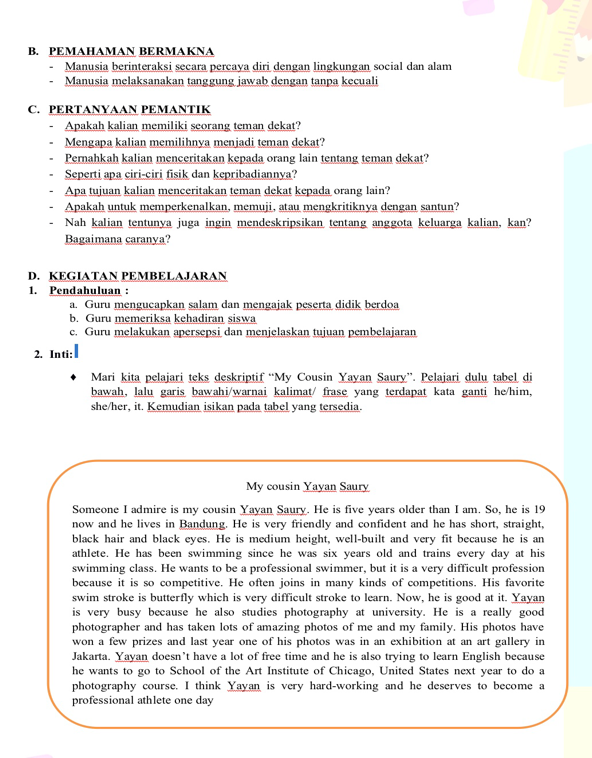 B. PEMAHAMAN BERMAKNA
- Manusia berinteraksi secara percaya diri dengan lingkungan social dan alam
- Manusia melaksanakan tanggung jawab dengan tanpa kecuali
C. PERTANYAAN PEMANTIK
- Apakah kalian memiliki seorang teman dekat?
- Mengapa kalian memilihnya menjadi teman dekat?
- Pernahkah kalian menceritakan kepada orang lain tentang teman dekat?
- Seperti apa ciri-ciri fisik dan kepribadiannya?
- Apa tujuan kalian menceritakan teman dekat kepada orang lain?
- Apakah untuk memperkenalkan, memuji, atau mengkritiknya dengan santun?
- Nah kalian tentunya juga ingin mendeskripsikan tentang anggota keluarga kalian, kan?
Bagaimana caranya?
D. KEGIATAN PEMBELAJARAN
1. Pendahuluan :
a. Guru mengucapkan salam dan mengajak peserta didik berdoa
b. Guru memeriksa kehadiran siswa
c. Guru melakukan apersepsi dan menjelaskan tujuan pembelajaran
2. Inti:
♦ Mari kita pelajari teks deskriptif “My Cousin Yayan Saury”. Pelajari dulu tabel di
bawah, lalu garis bawahi/warnai kalimat/ frase yang terdapat kata ganti he/him,
she/her, it. Kemudian isikan pada tabel yang tersedia.
My cousin Yayan Saury
Someone I admire is my cousin Yayan Saury. He is five years older than I am. So, he is 19
now and he lives in Bandung. He is very friendly and confident and he has short, straight,
black hair and black eyes. He is medium height, well-built and very fit because he is an
athlete. He has been swimming since he was six years old and trains every day at his
swimming class. He wants to be a professional swimmer, but it is a very difficult profession
because it is so competitive. He often joins in many kinds of competitions. His favorite
swim stroke is butterfly which is very difficult stroke to learn. Now, he is good at it. Yayan
is very busy because he also studies photography at university. He is a really good
photographer and has taken lots of amazing photos of me and my family. His photos have
won a few prizes and last year one of his photos was in an exhibition at an art gallery in
Jakarta. Yayan doesn’t have a lot of free time and he is also trying to learn English because
he wants to go to School of the Art Institute of Chicago, United States next year to do a
photography course. I think Yayan is very hard-working and he deserves to become a
professional athlete one day